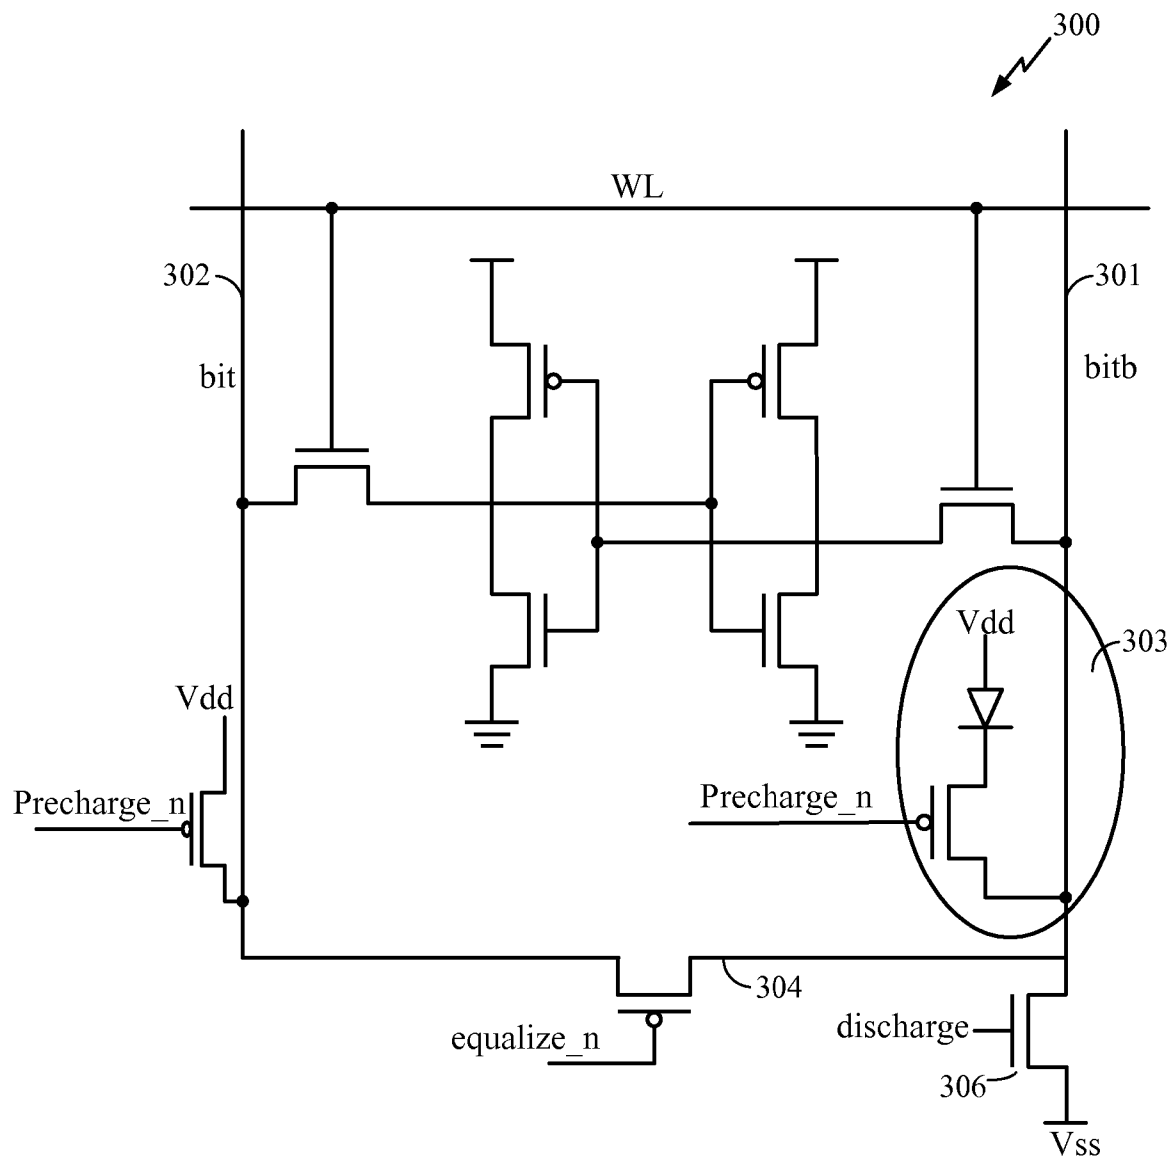 300
WL
302
301
bit
bitb
Vdd
303
Vdd
Precharge_n
Precharge_n
304
equalize_n
discharge
306
Vss